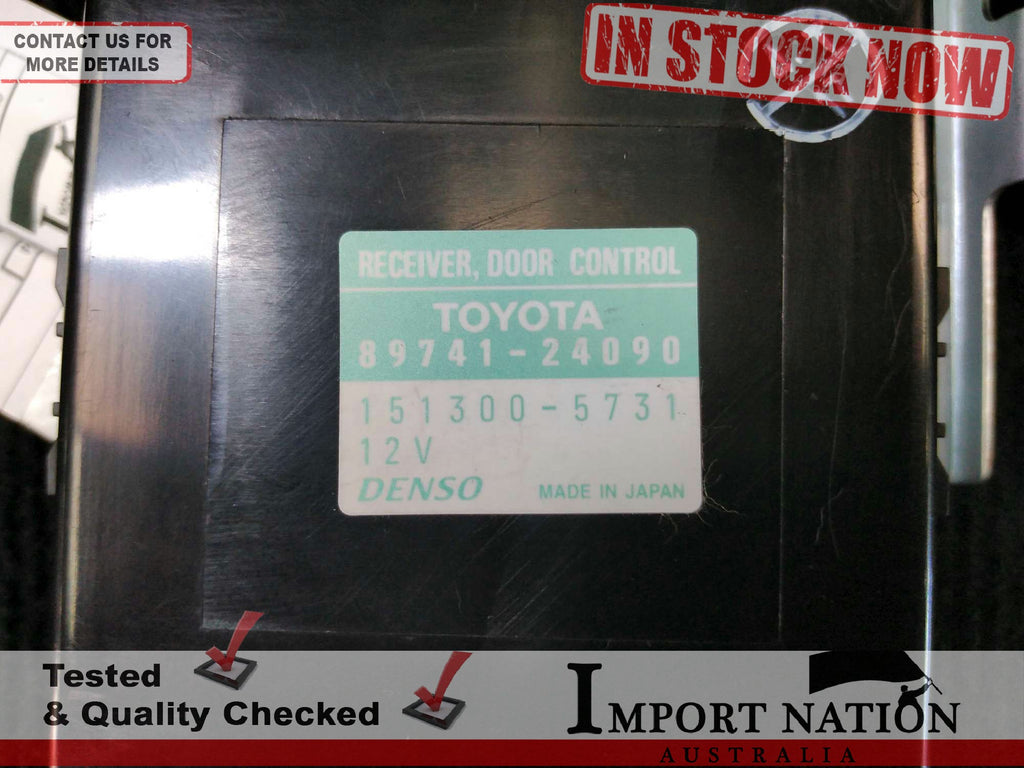 CONTACT US FOR
MORE DETAILS
IN STOCK NOW
RECEIVER, DOOR CONTROL
TOYOTA
89741-24090
151300-5731
12V
DENSO MADE IN JAPAN
Tested
& Quality Checked
IMPORT NATION
AUSTRALIA